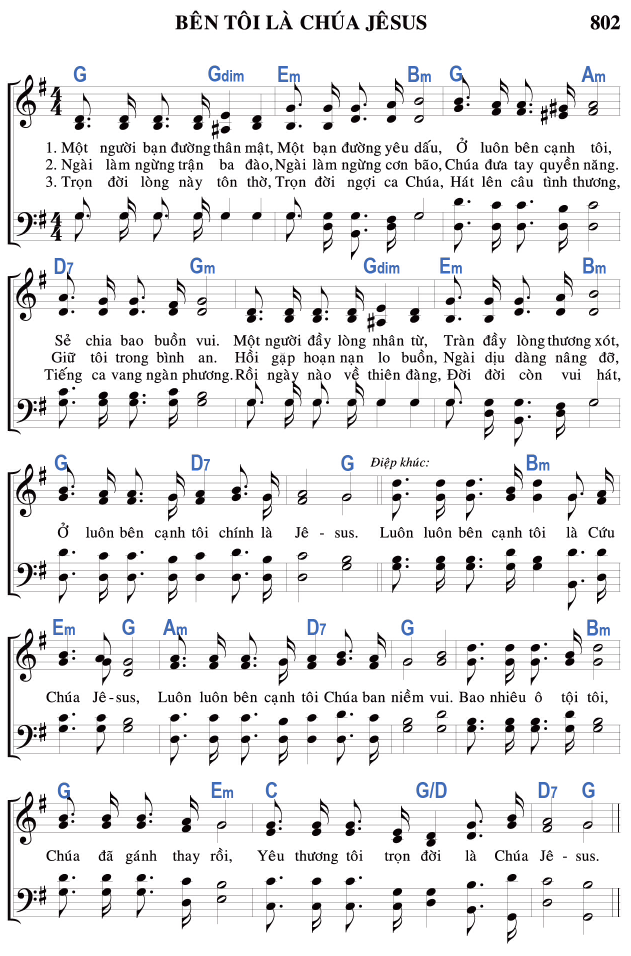 BÊN TÔI LÀ CHÚA JÊSUS 802
G Gdim Em Bm G Am
1. Một người bạn đường thân mật, Một bạn đường yêu dấu, Ở luôn bên cạnh tôi,
2. Ngài làm ngừng trận ba đào, Ngài làm ngừng cơn bão, Chúa đưa tay quyền năng.
3. Trọn đời lòng này tôn thờ, Trọn đời ngợi ca Chúa, Hát lên câu tình thương,
D7 Gm Gdim Em Bm
Sẻ chia bao buồn vui. Một người đầy lòng nhân từ, Tràn đầy lòng thương xót,
Giữ tôi trong bình an. Hồi gặp hoạn nạn lo buồn, Ngài dịu dàng nâng đỡ,
Tiếng ca vang ngàn phương. Rồi ngày nào về thiên đàng, Đời đời còn vui hát,
G D7 G Điệp khúc: Bm
Ở luôn bên cạnh tôi chính là Jê - sus. Luôn luôn bên cạnh tôi là Cứu
Em G Am D7 G Bm
Chúa Jê-sus, Luôn luôn bên cạnh tôi Chúa ban niềm vui. Bao nhiêu ô tội tôi,
G Em C G/D D7 G
Chúa đã gánh thay rồi, Yêu thương tôi trọn đời là Chúa Jê - sus.